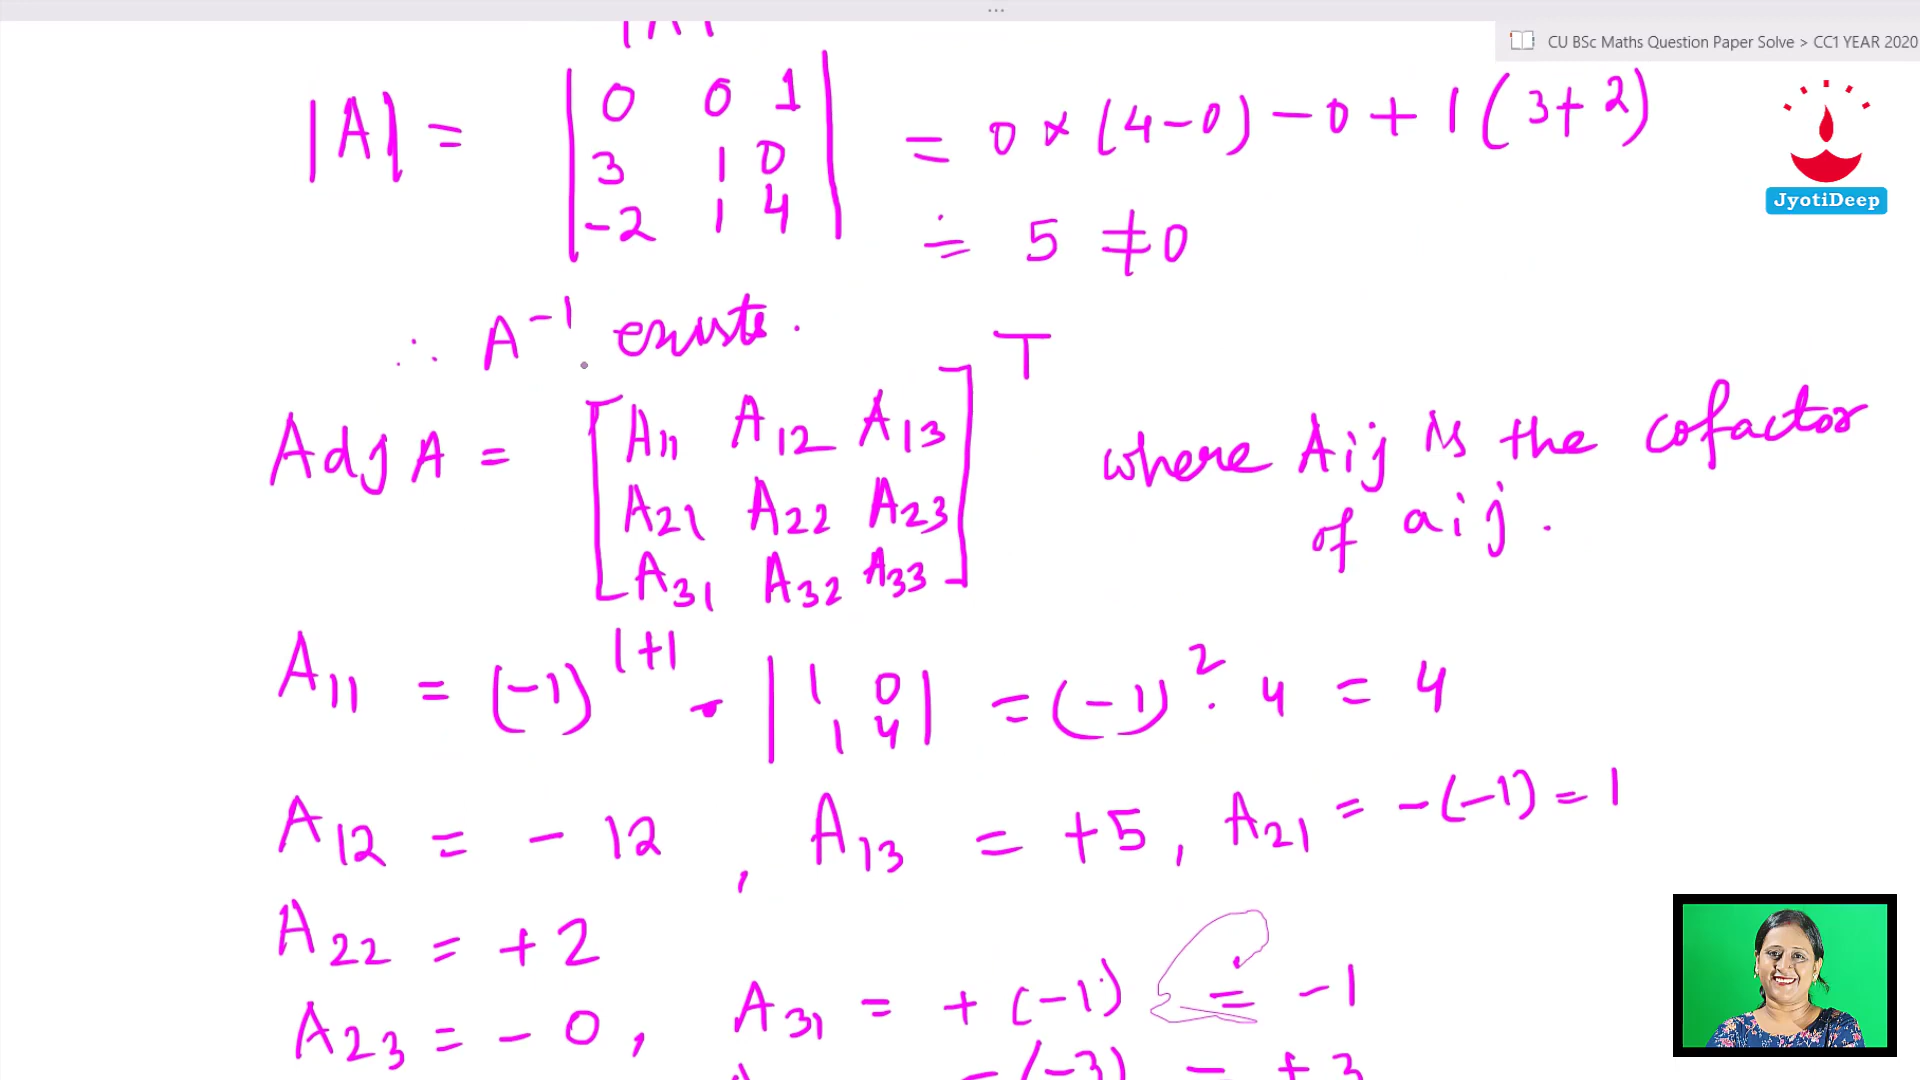 ...
CU BSc Maths Question Paper Solve > CC1 YEAR 2020
|A|
|A| = | 0 0 1 | = 0 × (4-0) - 0 + 1 (3+2)
| 3 1 0 |
| -2 1 4 | = 5 ≠ 0
JyotiDeep
∴ A⁻¹ exists.
Adj A = [ A11 A12 A13 ]ᵀ where Aij is the cofactor
[ A21 A22 A23 ] of aij.
[ A31 A32 A33 ]
A11 = (-1)¹⁺¹ · | 1 0 | = (-1)² · 4 = 4
| 1 4 |
A12 = - 12 , A13 = +5, A21 = -(-1) = 1
A22 = +2
A23 = - 0 , A31 = + (-1) = -1
- (-3) = +3